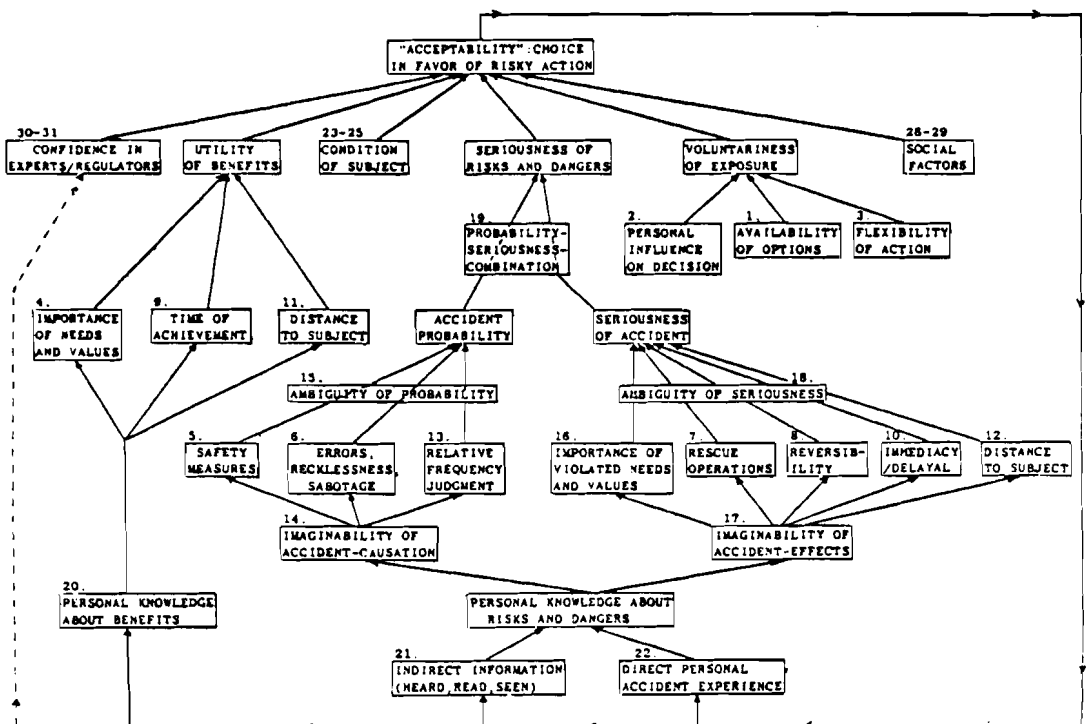 "ACCEPTABILITY":CHOICE
IN FAVOR OF RISKY ACTION
30-31
CONFIDENCE IN
EXPERTS/REGULATORS
UTILITY
OF BENEFITS
23-25
CONDITION
OF SUBJECT
SERIOUSNESS OF
RISKS AND DANGERS
VOLUNTARINESS
OF EXPOSURE
28-29
SOCIAL
FACTORS
19.
PROBABILITY-
SERIOUSNESS-
COMBINATION
2.
PERSONAL
INFLUENCE
ON DECISION
1.
AVAILABILITY
OF OPTIONS
3.
FLEXIBILITY
OF ACTION
4.
IMPORTANCE
OF NEEDS
AND VALUES
9.
TIME OF
ACHIEVEMENT
11.
DISTANCE
TO SUBJECT
ACCIDENT
PROBABILITY
SERIOUSNESS
OF ACCIDENT
15.
AMBIGUITY OF PROBABILITY
18.
AMBIGUITY OF SERIOUSNESS
5.
SAFETY
MEASURES
6.
ERRORS,
RECKLESSNESS,
SABOTAGE
13.
RELATIVE
FREQUENCY
JUDGMENT
16.
IMPORTANCE OF
VIOLATED NEEDS
AND VALUES
7.
RESCUE
OPERATIONS
8.
REVERSIB-
ILITY
10.
IMMEDIACY
/DELAYAL
12.
DISTANCE
TO SUBJECT
14.
IMAGINABILITY OF
ACCIDENT-CAUSATION
17.
IMAGINABILITY OF
ACCIDENT-EFFECTS
20.
PERSONAL KNOWLEDGE
ABOUT BENEFITS
PERSONAL KNOWLEDGE ABOUT
RISKS AND DANGERS
21.
INDIRECT INFORMATION
(HEARD,READ,SEEN)
22.
DIRECT PERSONAL
ACCIDENT EXPERIENCE